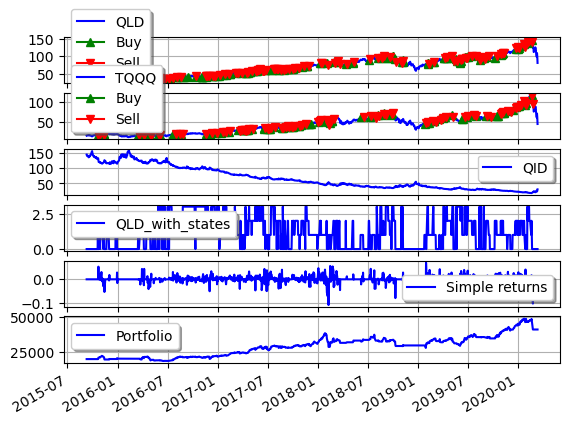 QLD
Buy
Sell
150
100
50
TQQQ
Buy
Sell
100
50
QID
150
100
50
QLD_with_states
2.5
0.0
Simple returns
0.0
−0.1
Portfolio
50000
25000
2015-07 2016-01 2016-07 2017-01 2017-07 2018-01 2018-07 2019-01 2019-07 2020-01